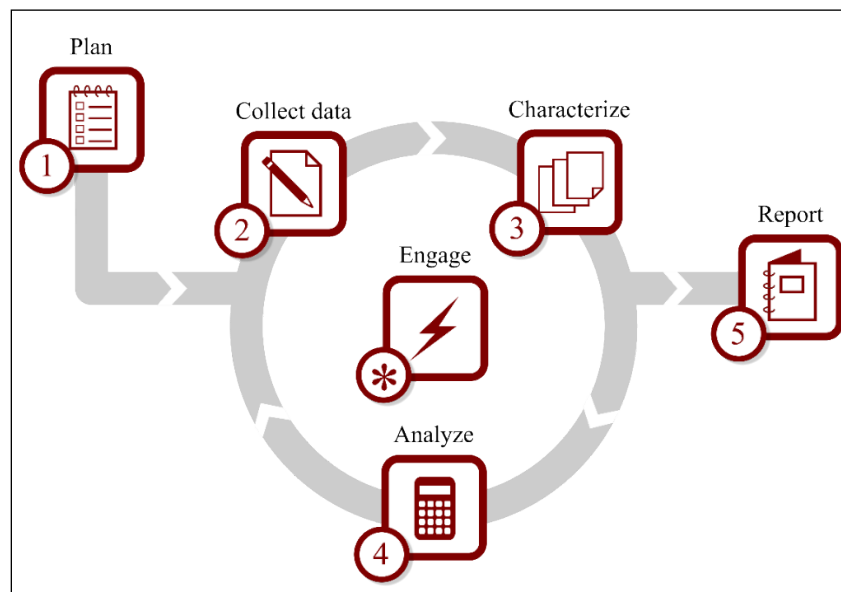 Plan
1
Collect data
2
Characterize
3
Engage
*
Analyze
4
Report
5